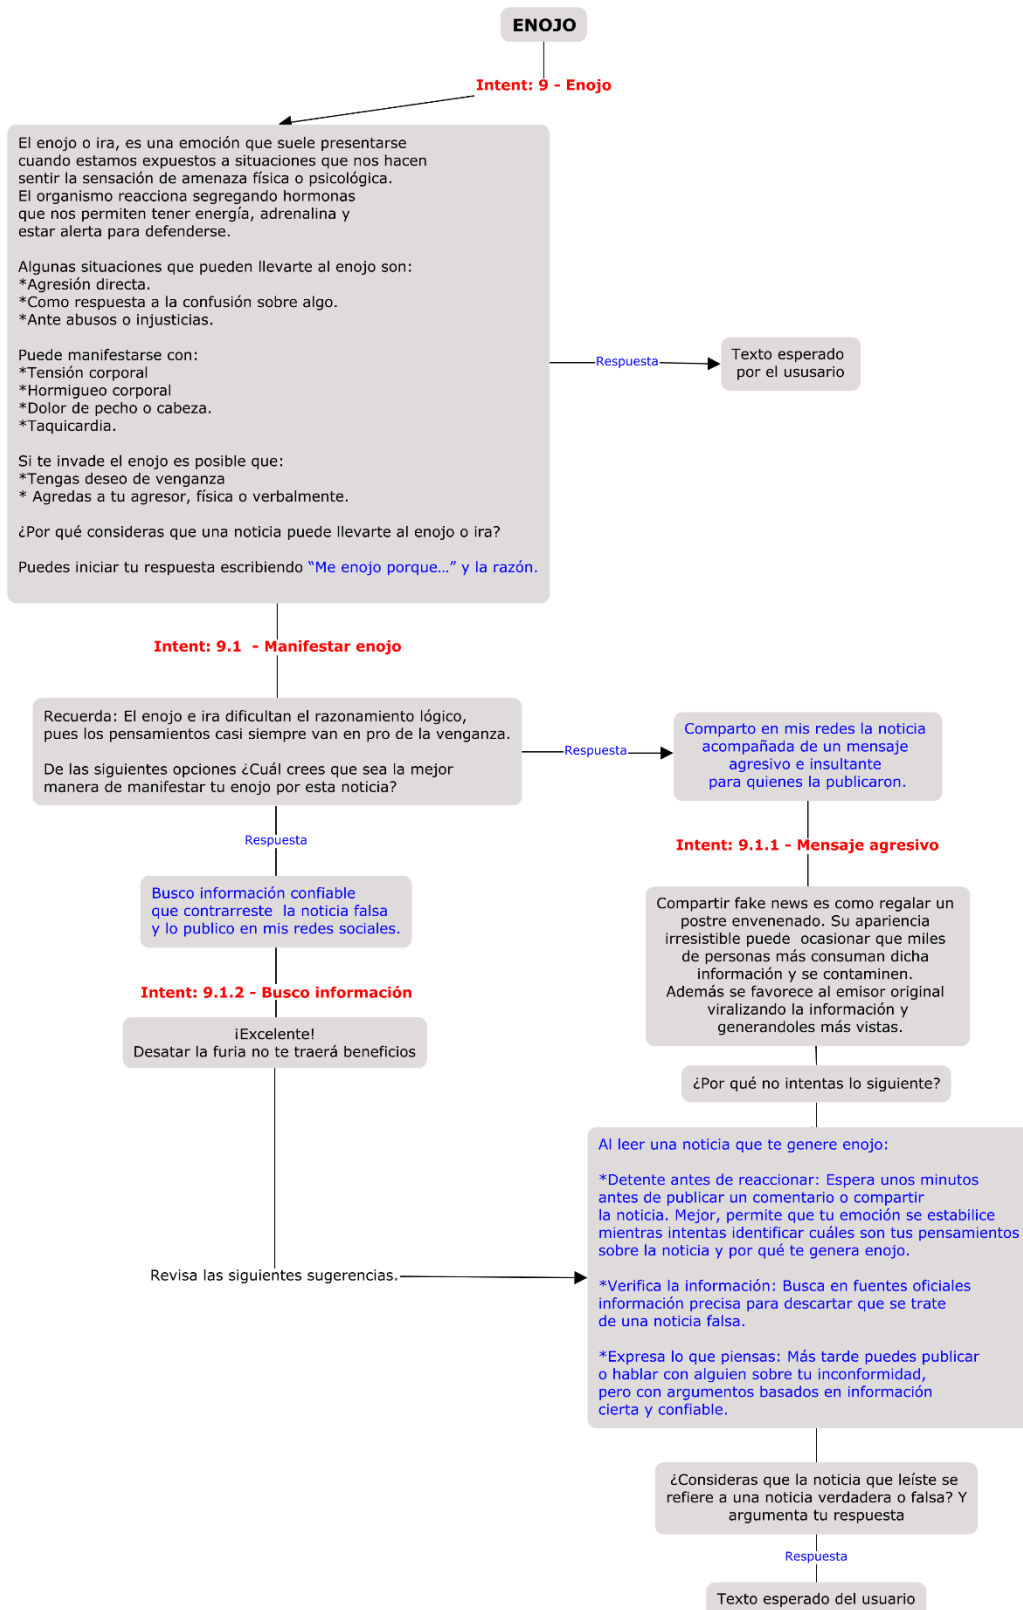 ENOJO
Intent: 9 - Enojo
El enojo o ira, es una emoción que suele presentarse
cuando estamos expuestos a situaciones que nos hacen
sentir la sensación de amenaza física o psicológica.
El organismo reacciona segregando hormonas
que nos permiten tener energía, adrenalina y
estar alerta para defenderse.
Algunas situaciones que pueden llevarte al enojo son:
*Agresión directa.
*Como respuesta a la confusión sobre algo.
*Ante abusos o injusticias.
Puede manifestarse con:
*Tensión corporal
*Hormigueo corporal
*Dolor de pecho o cabeza.
*Taquicardia.
Si te invade el enojo es posible que:
*Tengas deseo de venganza
* Agredas a tu agresor, física o verbalmente.
¿Por qué consideras que una noticia puede llevarte al enojo o ira?
Puedes iniciar tu respuesta escribiendo “Me enojo porque...” y la razón.
Respuesta
Texto esperado
por el ususario
Intent: 9.1  - Manifestar enojo
Recuerda: El enojo e ira dificultan el razonamiento lógico,
pues los pensamientos casi siempre van en pro de la venganza.
De las siguientes opciones ¿Cuál crees que sea la mejor
manera de manifestar tu enojo por esta noticia?
Respuesta
Comparto en mis redes la noticia
acompañada de un mensaje
agresivo e insultante
para quienes la publicaron.
Respuesta
Busco información confiable
que contrarreste  la noticia falsa
y lo publico en mis redes sociales.
Intent: 9.1.2 - Busco información
¡Excelente!
Desatar la furia no te traerá beneficios
Revisa las siguientes sugerencias.
Intent: 9.1.1 - Mensaje agresivo
Compartir fake news es como regalar un
postre envenenado. Su apariencia
irresistible puede  ocasionar que miles
de personas más consuman dicha
información y se contaminen.
Además se favorece al emisor original
viralizando la información y
generandoles más vistas.
¿Por qué no intentas lo siguiente?
Al leer una noticia que te genere enojo:
*Detente antes de reaccionar: Espera unos minutos
antes de publicar un comentario o compartir
la noticia. Mejor, permite que tu emoción se estabilice
mientras intentas identificar cuáles son tus pensamientos
sobre la noticia y por qué te genera enojo.
*Verifica la información: Busca en fuentes oficiales
información precisa para descartar que se trate
de una noticia falsa.
*Expresa lo que piensas: Más tarde puedes publicar
o hablar con alguien sobre tu inconformidad,
pero con argumentos basados en información
cierta y confiable.
¿Consideras que la noticia que leíste se
refiere a una noticia verdadera o falsa? Y
argumenta tu respuesta
Respuesta
Texto esperado del usuario